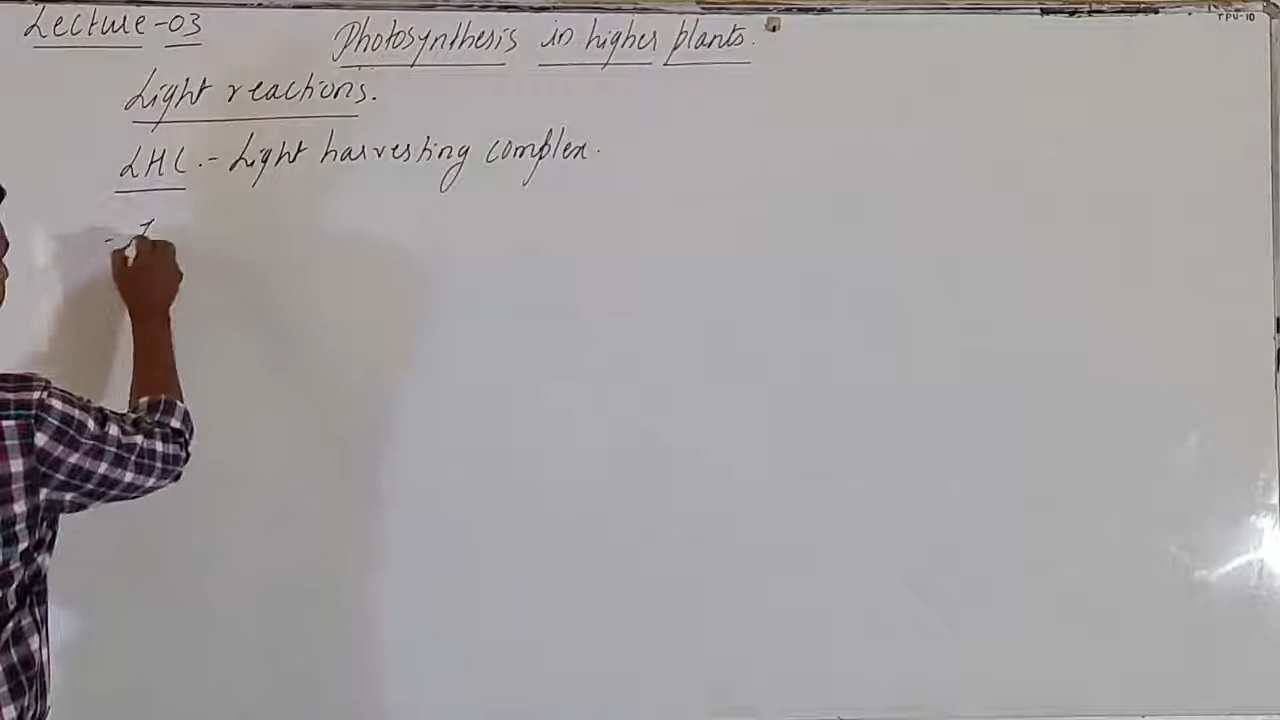 Lecture-03
Photosynthesis in higher plants.
Light reactions.
LHC.- Light harvesting complex.